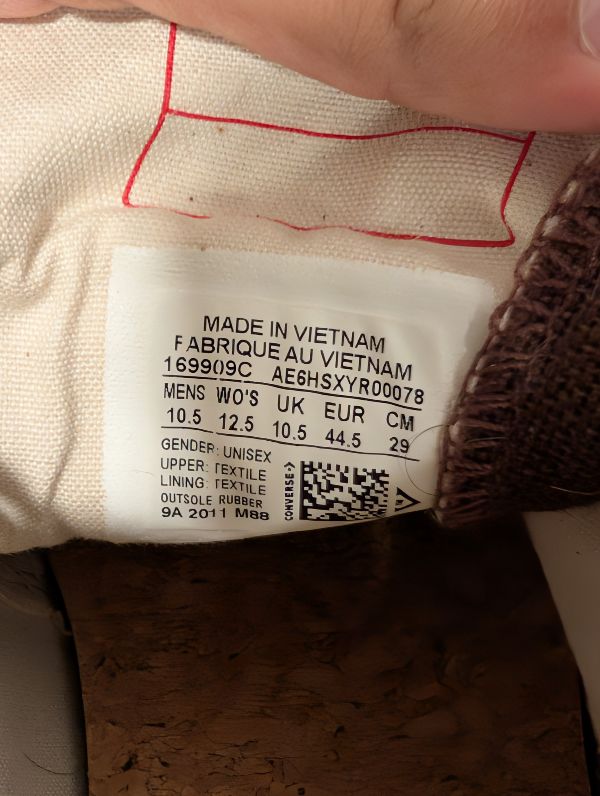 MADE IN VIETNAM
FABRIQUE AU VIETNAM
169909C AE6HSXYR00078
MENS WO'S UK EUR CM
10.5 12.5 10.5 44.5 29
GENDER: UNISEX
UPPER: TEXTILE
LINING: TEXTILE
OUTSOLE RUBBER
9A 2011 M88
CONVERSE